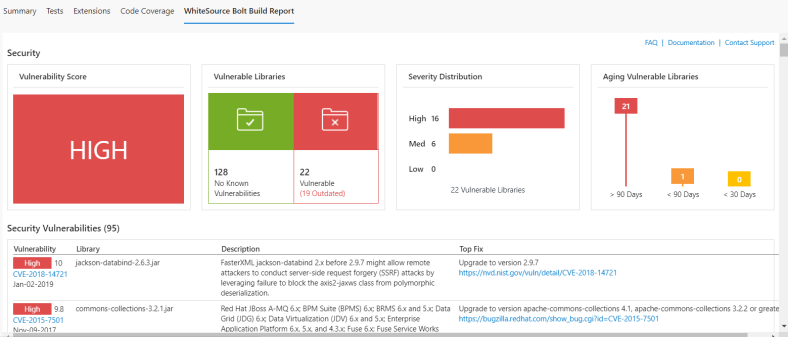 Summary Tests Extensions Code Coverage WhiteSource Bolt Build Report
FAQ | Documentation | Contact Support
Security
Vulnerability Score
HIGH
Vulnerable Libraries
128
No Known
Vulnerabilities
22
Vulnerable
(19 Outdated)
Severity Distribution
High 16
Med 6
Low 0
22 Vulnerable Libraries
Aging Vulnerable Libraries
21
1
0
> 90 Days < 90 Days < 30 Days
Security Vulnerabilities (95)
Vulnerability Library Description Top Fix
High 10 jackson-databind-2.6.3.jar FasterXML jackson-databind 2.x before 2.9.7 might allow remote Upgrade to version 2.9.7
CVE-2018-14721 attackers to conduct server-side request forgery (SSRF) attacks by https://nvd.nist.gov/vuln/detail/CVE-2018-14721
Jan-02-2019 leveraging failure to block the axis2-jaxws class from polymorphic
deserialization.
High 9.8 commons-collections-3.2.1.jar Red Hat JBoss A-MQ 6.x; BPM Suite (BPMS) 6.x; BRMS 6.x and 5.x; Data Upgrade to version apache-commons-collections 4.1, apache-commons-collections 3.2.2 or greate
CVE-2015-7501 Grid (JDG) 6.x; Data Virtualization (JDV) 6.x and 5.x; Enterprise https://bugzilla.redhat.com/show_bug.cgi?id=CVE-2015-7501
Nov-09-2017 Application Platform 6.x, 5.x, and 4.3.x; Fuse 6.x; Fuse Service Works